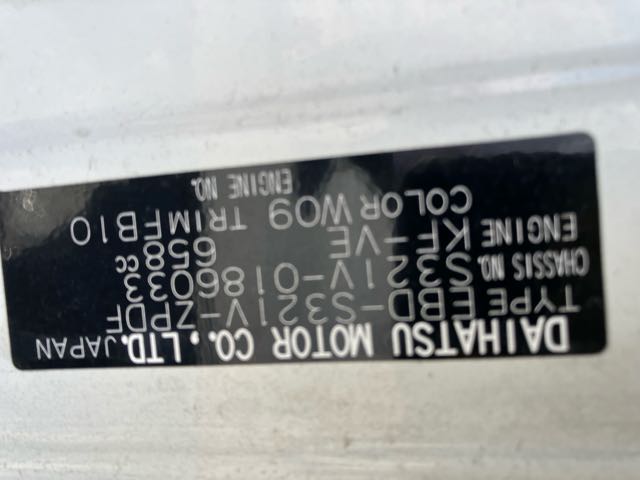 DAIHATSU MOTOR CO.,LTD. JAPAN
TYPE EBD-S321V-ZPDF
CHASSIS NO. S321V-0186033
ENGINE KF-VE 658cc
COLOR W09 TRIM FB10
ENGINE NO.